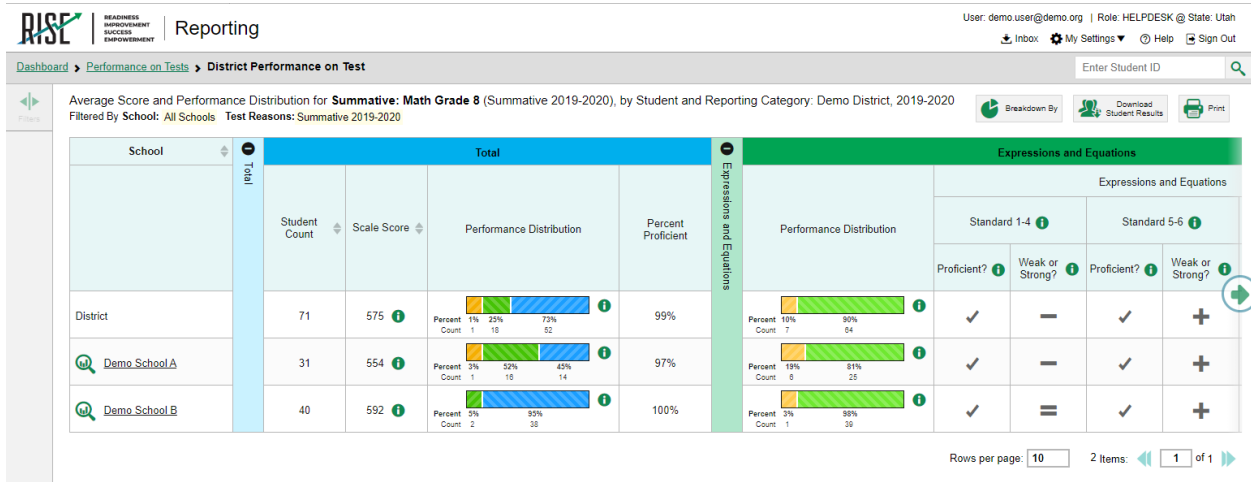 RISE
READINESS
IMPROVEMENT
SUCCESS
EMPOWERMENT
Reporting
User: demo.user@demo.org | Role: HELPDESK @ State: Utah
Inbox My Settings Help Sign Out
Dashboard Performance on Tests District Performance on Test
Enter Student ID
Filters
Average Score and Performance Distribution for Summative: Math Grade 8 (Summative 2019-2020), by Student and Reporting Category: Demo District, 2019-2020
Filtered By School: All Schools Test Reasons: Summative 2019-2020
Breakdown By
Download
Student Results
Print
School
Total
Total
Expressions and Equations
Expressions and Equations
Expressions and Equations
Student
Count
Scale Score
Performance Distribution
Percent
Proficient
Performance Distribution
Standard 1-4
Standard 5-6
Proficient?
Weak or
Strong?
Proficient?
Weak or
Strong?
District 71 575
Percent 1% 25% 73%
Count 1 18 52
99%
Percent 10% 90%
Count 7 64
Demo School A 31 554
Percent 3% 52% 45%
Count 1 16 14
97%
Percent 19% 81%
Count 6 25
Demo School B 40 592
Percent 5% 95%
Count 2 38
100%
Percent 3% 98%
Count 1 39
Rows per page: 10 2 Items: 1 of 1